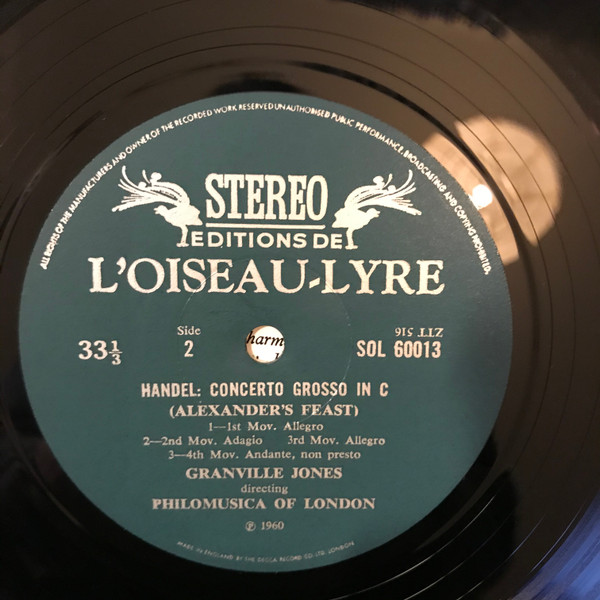 ALL RIGHTS OF THE MANUFACTURERS AND OWNER OF THE RECORDED WORK RESERVED UNAUTHORISED PUBLIC PERFORMANCE, BROADCASTING AND COPYING PROHIBITED.
STEREO
EDITIONS DE
L'OISEAU-LYRE
33⅓
Side
2
harm
ZTT 516
SOL 60013
HANDEL: CONCERTO GROSSO IN C
(ALEXANDER'S FEAST)
1—1st Mov. Allegro
2—2nd Mov. Adagio 3rd Mov. Allegro
3—4th Mov. Andante, non presto
GRANVILLE JONES
directing
PHILOMUSICA OF LONDON
℗ 1960
MADE IN ENGLAND BY THE DECCA RECORD CO. LTD. LONDON.